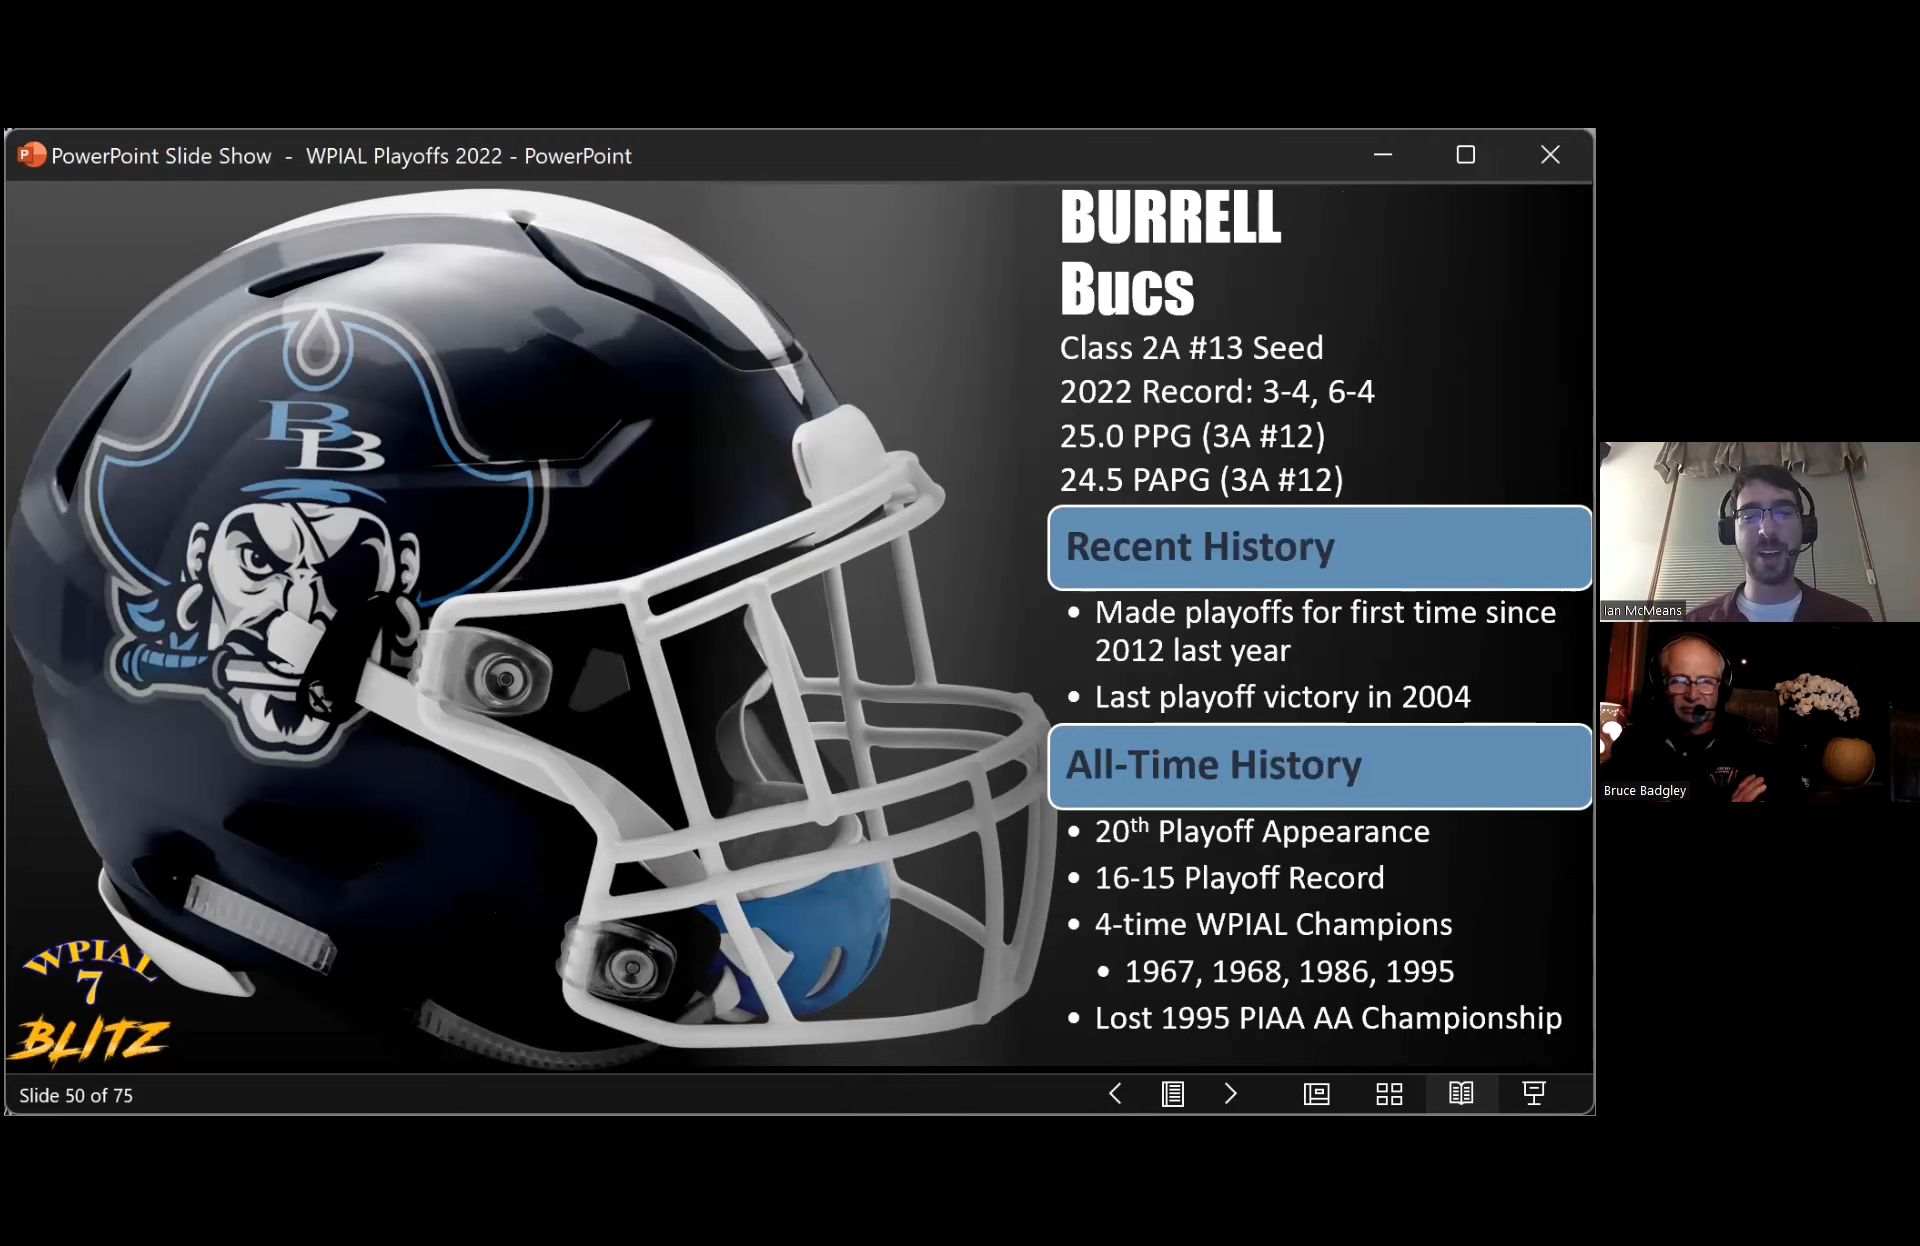 PowerPoint Slide Show - WPIAL Playoffs 2022 - PowerPoint
BURRELL
Bucs
Class 2A #13 Seed
2022 Record: 3-4, 6-4
25.0 PPG (3A #12)
24.5 PAPG (3A #12)
Recent History
• Made playoffs for first time since
2012 last year
• Last playoff victory in 2004
All-Time History
• 20th Playoff Appearance
• 16-15 Playoff Record
• 4-time WPIAL Champions
• 1967, 1968, 1986, 1995
• Lost 1995 PIAA AA Championship
BB
WPIAL
7
BLITZ
Slide 50 of 75
Ian McMeans
Bruce Badgley